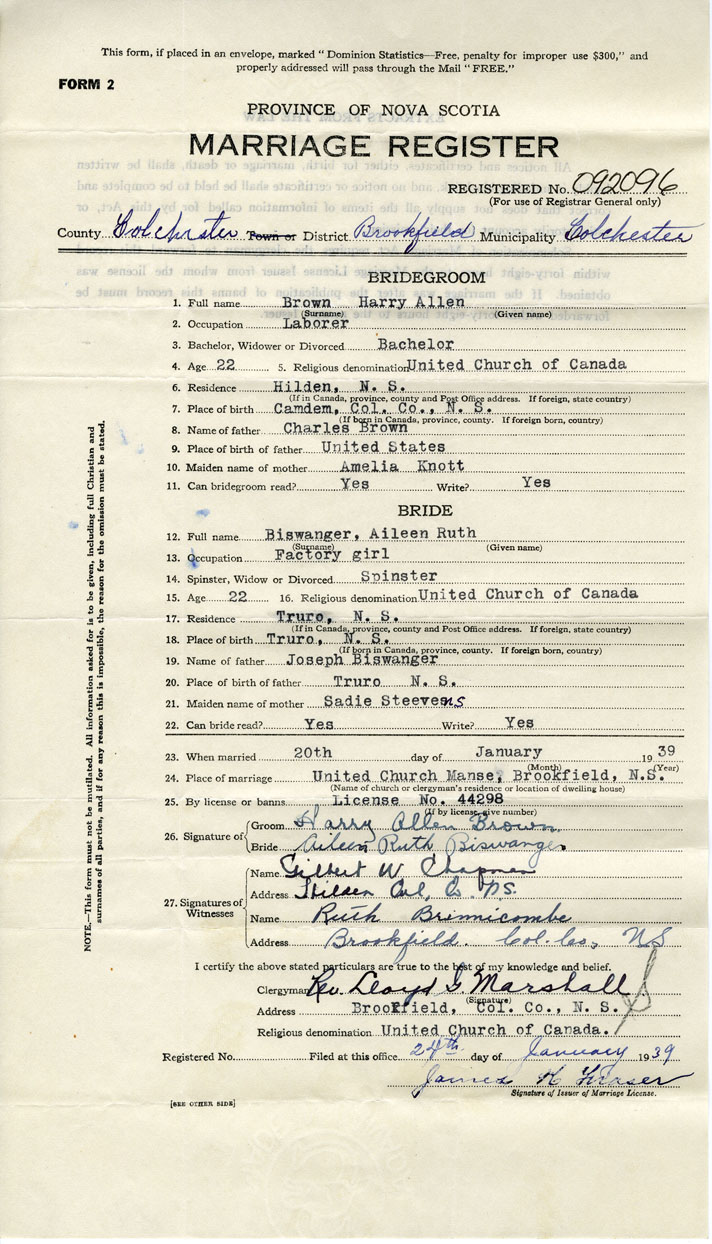 This form, if placed in an envelope, marked "Dominion Statistics—Free, penalty for improper use $300," and
properly addressed will pass through the Mail "FREE."
FORM 2
PROVINCE OF NOVA SCOTIA
MARRIAGE REGISTER
REGISTERED No. 092096
(For use of Registrar General only)
County Colchester Town or District Brookfield Municipality Colchester
BRIDEGROOM
1. Full name Brown Harry Allen
(Surname) (Given name)
2. Occupation Laborer
3. Bachelor, Widower or Divorced Bachelor
4. Age 22 5. Religious denomination United Church of Canada
6. Residence Hilden, N. S.
(If in Canada, province, county and Post Office address. If foreign, state country)
7. Place of birth Camdem, Col. Co., N. S.
(If born in Canada, province, county. If foreign born, country)
8. Name of father Charles Brown
9. Place of birth of father United States
10. Maiden name of mother Amelia Knott
11. Can bridegroom read? Yes Write? Yes
BRIDE
12. Full name Biswanger, Aileen Ruth
(Surname) (Given name)
13. Occupation Factory girl
14. Spinster, Widow or Divorced Spinster
15. Age 22 16. Religious denomination United Church of Canada
17. Residence Truro, N. S.
(If in Canada, province, county and Post Office address. If foreign, state country)
18. Place of birth Truro, N. S.
(If born in Canada, province, county. If foreign born, country)
19. Name of father Joseph Biswanger
20. Place of birth of father Truro N. S.
21. Maiden name of mother Sadie Steevens
22. Can bride read? Yes Write? Yes
23. When married 20th day of January 1939
(Month) (Year)
24. Place of marriage United Church Manse, Brookfield, N.S.
(Name of church or clergyman's residence or location of dwelling house)
25. By license or banns License No. 44298
(If by license, give number)
26. Signature of Groom Harry Allen Brown
Bride Aileen Ruth Biswanger
27. Signatures of Witnesses
Name Gilbert W Chapman
Address Hilden Col. Co. N.S.
Name Ruth Brinnicombe
Address Brookfield. Col. Co., N S
I certify the above stated particulars are true to the best of my knowledge and belief.
Clergyman Rev. Lloyd G. Marshall
(Signature)
Address Brookfield, Col. Co., N. S.
Religious denomination United Church of Canada.
Registered No. Filed at this office 24th day of January 1939
James H Fraser
Signature of Issuer of Marriage License.
[SEE OTHER SIDE]
NOTE.—This form must not be mutilated. All information asked for is to be given, including full Christian and
surnames of all parties, and if for any reason this is impossible, the reason for the omission must be stated.